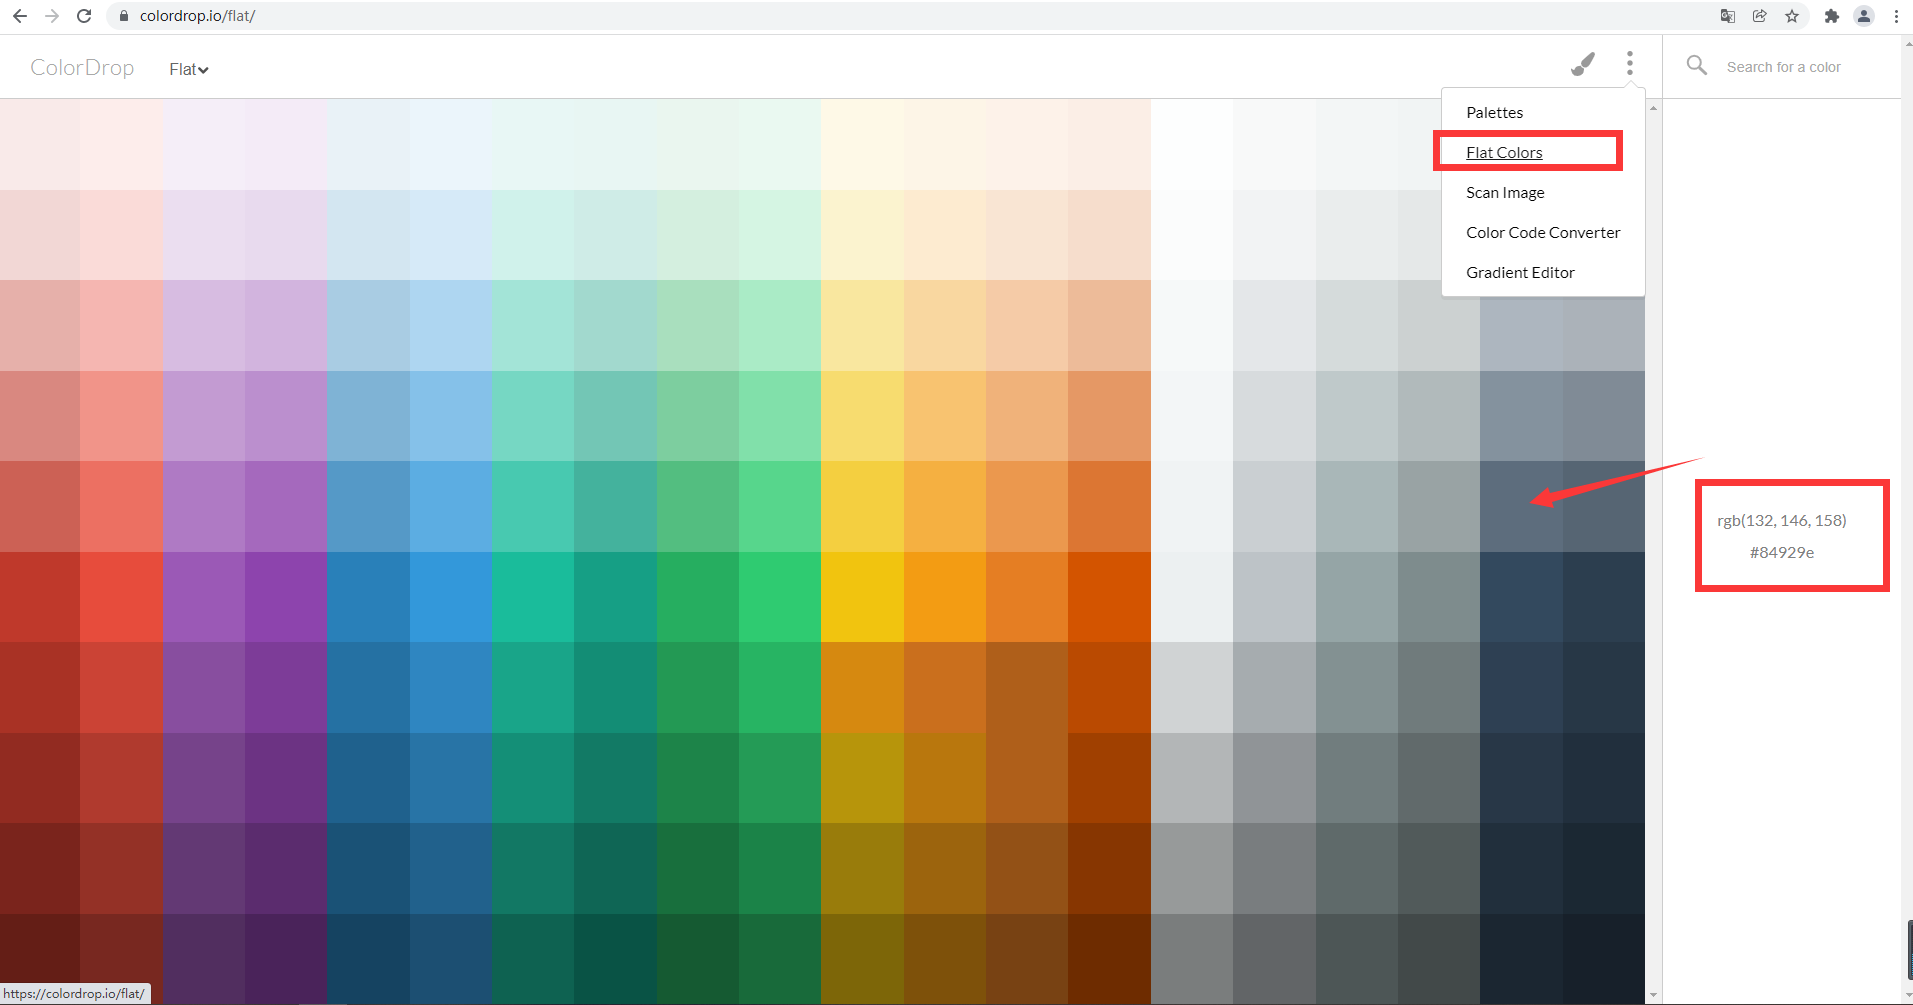 colordrop.io/flat/
ColorDrop
Flat
Search for a color
Palettes
Flat Colors
Scan Image
Color Code Converter
Gradient Editor
rgb(132, 146, 158)
#84929e
https://colordrop.io/flat/